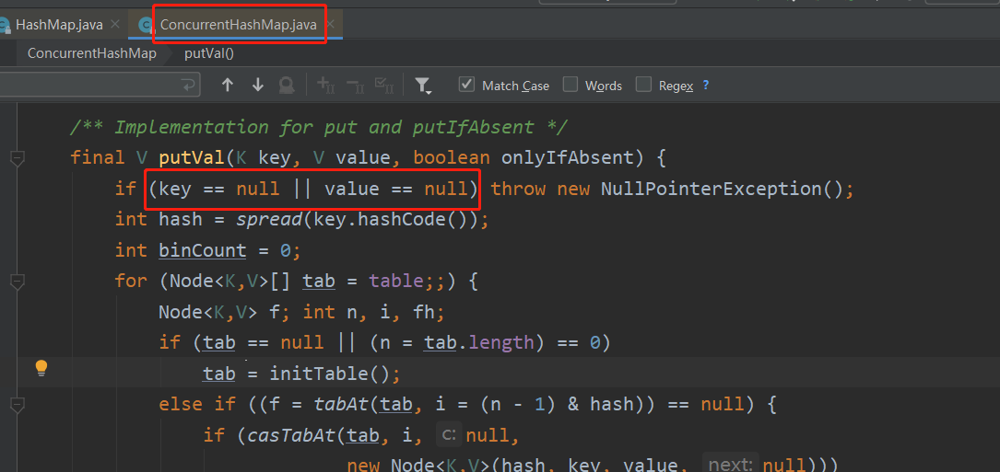 HashMap.java × ConcurrentHashMap.java ×
ConcurrentHashMap putVal()
Match Case Words Regex ?
/** Implementation for put and putIfAbsent */
final V putVal(K key, V value, boolean onlyIfAbsent) {
if (key == null || value == null) throw new NullPointerException();
int hash = spread(key.hashCode());
int binCount = 0;
for (Node<K,V>[] tab = table;;) {
Node<K,V> f; int n, i, fh;
if (tab == null || (n = tab.length) == 0)
tab = initTable();
else if ((f = tabAt(tab, i = (n - 1) & hash)) == null) {
if (casTabAt(tab, i, c: null,
new Node<K,V>(hash, key, value, next: null)))